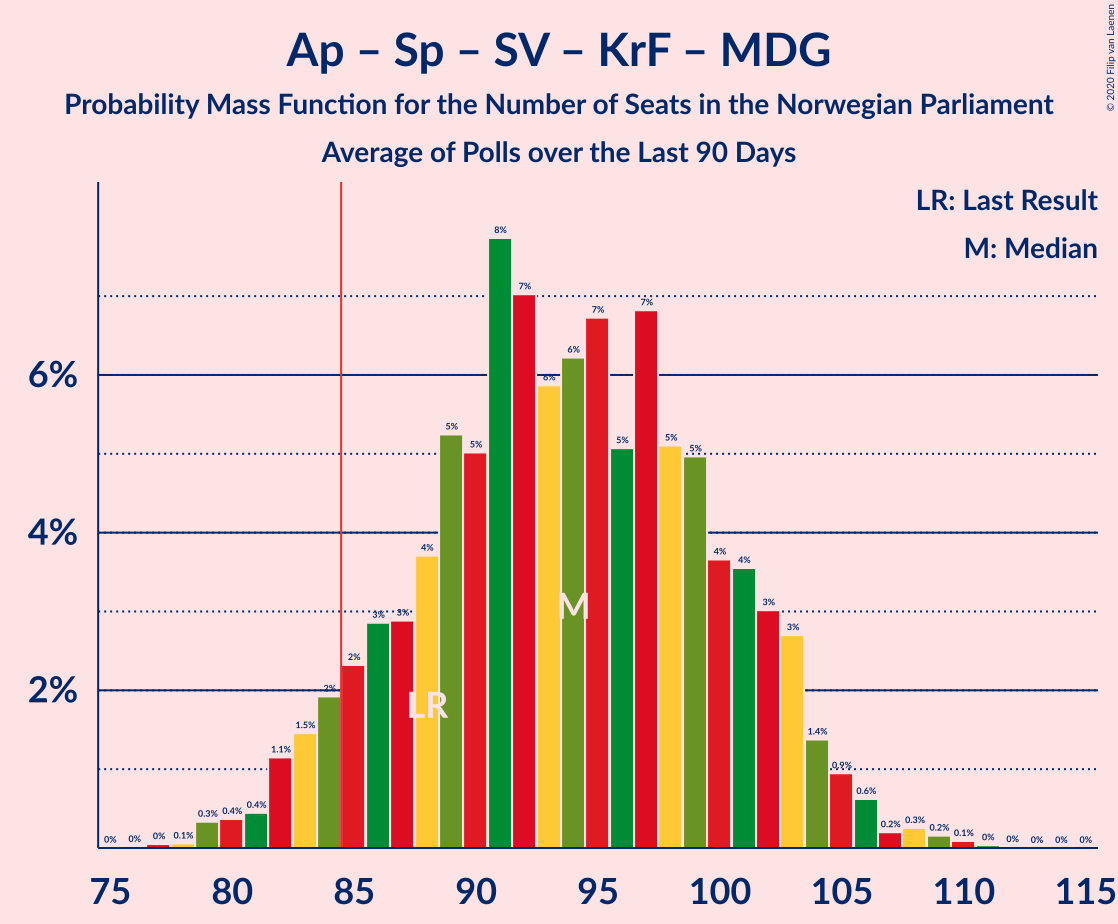 Ap – Sp – SV – KrF – MDG
Probability Mass Function for the Number of Seats in the Norwegian Parliament
Average of Polls over the Last 90 Days
© 2020 Filip van Laenen
LR: Last Result
M: Median
6%
4%
2%
0% 0% 0% 0.1% 0.3% 0.4% 0.4% 1.1% 1.5% 2% 2% 3% 3% 4% 5% 5% 8% 7% 6% 6% 7% 5% 7% 5% 5% 4% 4% 3% 3% 1.4% 0.9% 0.6% 0.2% 0.3% 0.2% 0.1% 0% 0% 0% 0% 0%
M
LR
75 80 85 90 95 100 105 110 115